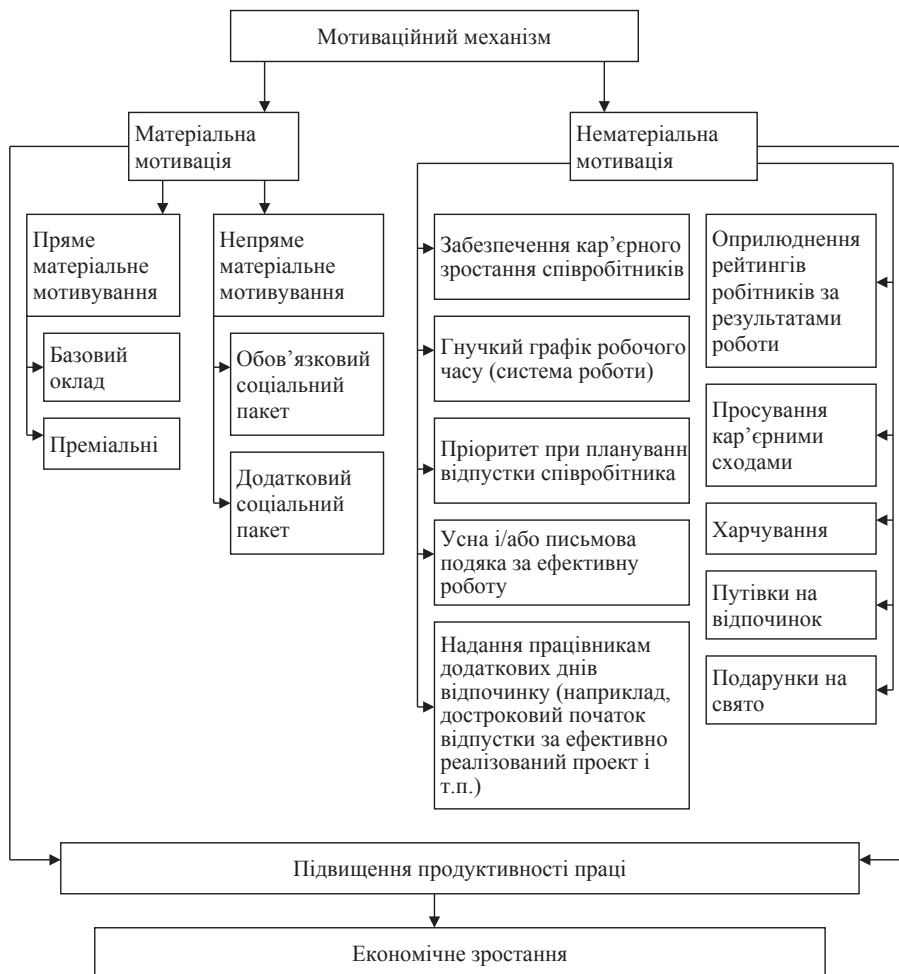 Мотиваційний механізм
Матеріальна
мотивація
Нематеріальна
мотивація
Пряме
матеріальне
мотивування
Непряме
матеріальне
мотивування
Базовий
оклад
Преміальні
Обов’язковий
соціальний
пакет
Додатковий
соціальний
пакет
Забезпечення кар’єрного
зростання співробітників
Гнучкий графік робочого
часу (система роботи)
Пріоритет при плануванн
відпустки співробітника
Усна і/або письмова
подяка за ефективну
роботу
Надання працівникам
додаткових днів
відпочинку (наприклад,
достроковий початок
відпустки за ефективно
реалізований проект і
т.п.)
Оприлюднення
рейтингів
робітників за
результатами
роботи
Просування
кар’єрними
сходами
Харчування
Путівки на
відпочинок
Подарунки на
свято
Підвищення продуктивності праці
Економічне зростання